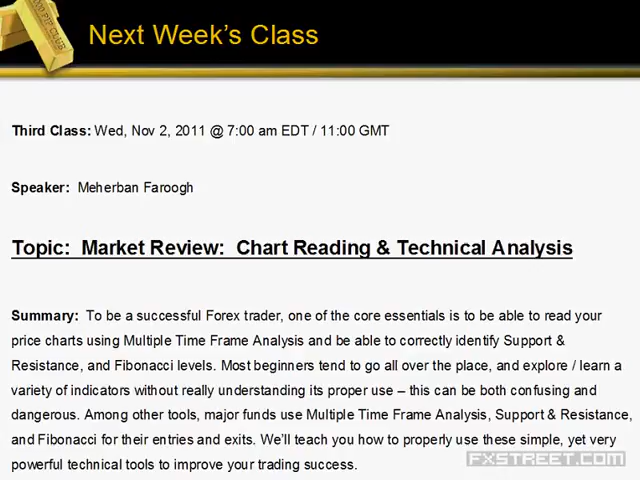 Next Week's Class
Third Class: Wed, Nov 2, 2011 @ 7:00 am EDT / 11:00 GMT
Speaker: Meherban Faroogh
Topic: Market Review: Chart Reading & Technical Analysis
Summary: To be a successful Forex trader, one of the core essentials is to be able to read your
price charts using Multiple Time Frame Analysis and be able to correctly identify Support &
Resistance, and Fibonacci levels. Most beginners tend to go all over the place, and explore / learn a
variety of indicators without really understanding its proper use – this can be both confusing and
dangerous. Among other tools, major funds use Multiple Time Frame Analysis, Support & Resistance,
and Fibonacci for their entries and exits. We'll teach you how to properly use these simple, yet very
powerful technical tools to improve your trading success.
FXSTREET.COM